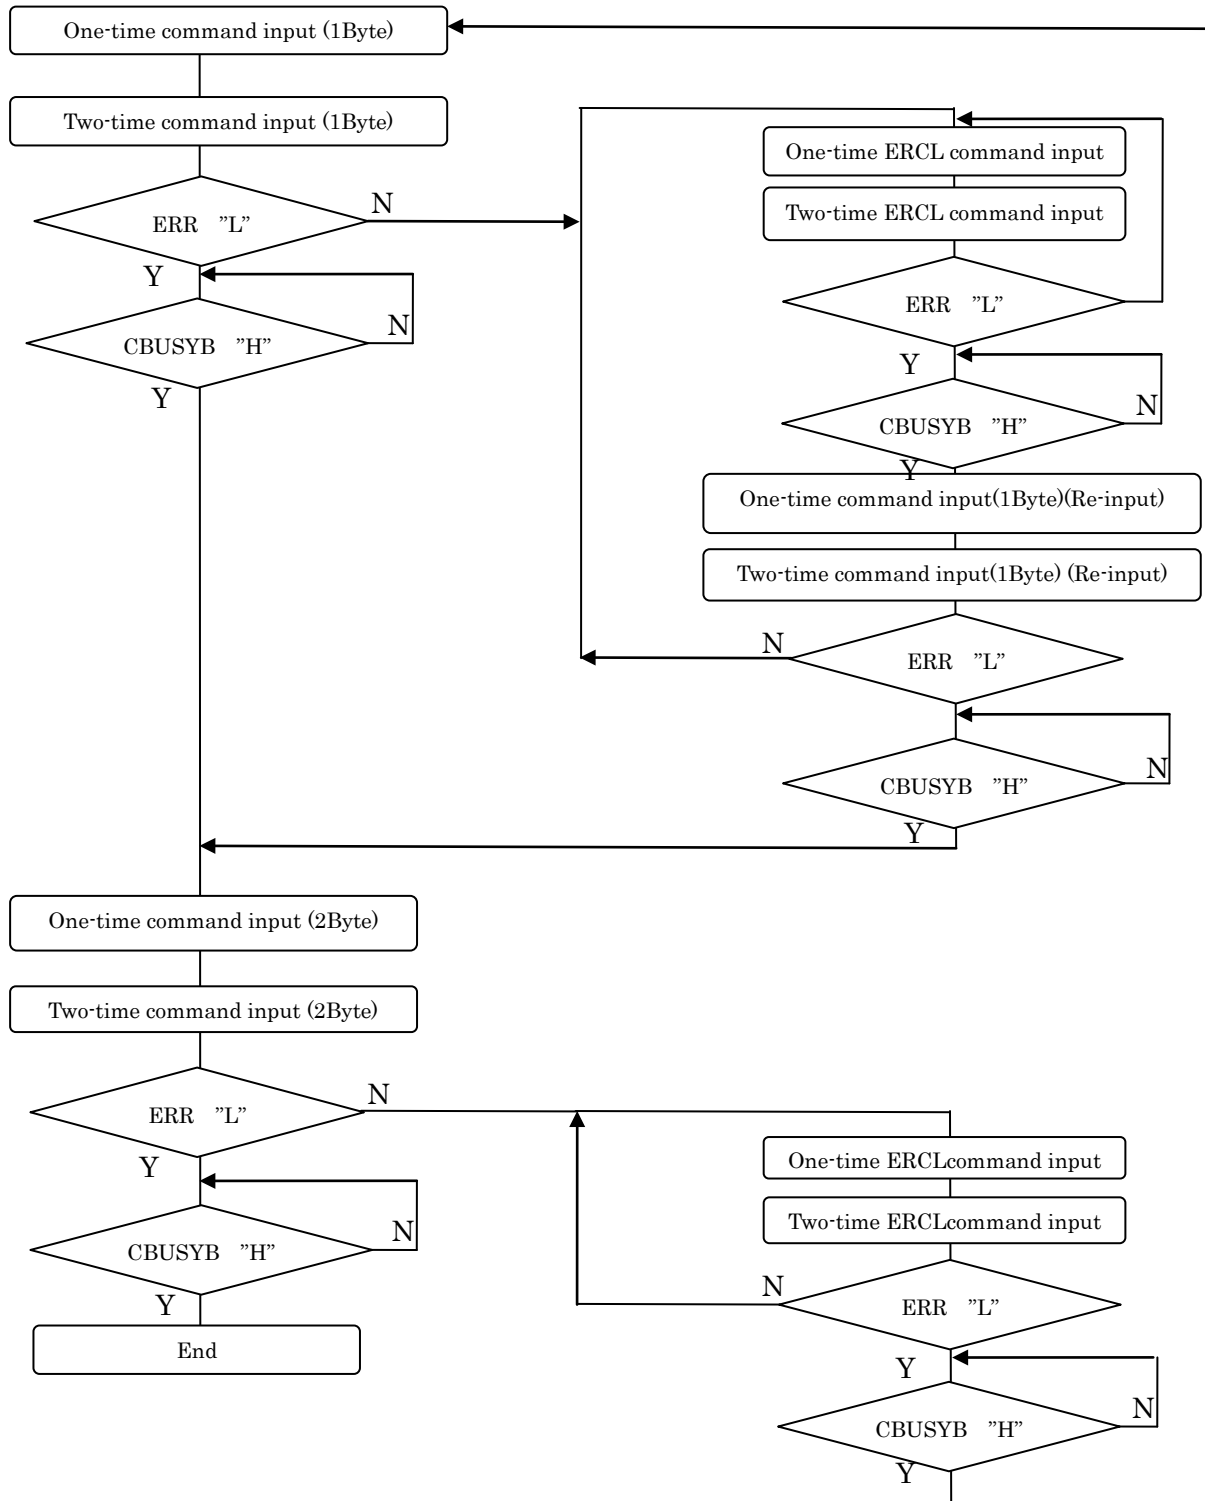 One-time command input (1Byte)
Two-time command input (1Byte)
ERR ”L”
N
Y
CBUSYB ”H”
N
Y
One-time ERCL command input
Two-time ERCL command input
ERR ”L”
Y
CBUSYB ”H”
N
Y
One-time command input(1Byte)(Re-input)
Two-time command input(1Byte) (Re-input)
ERR ”L”
N
CBUSYB ”H”
N
Y
One-time command input (2Byte)
Two-time command input (2Byte)
ERR ”L”
N
Y
CBUSYB ”H”
N
Y
End
One-time ERCLcommand input
Two-time ERCLcommand input
ERR ”L”
N
Y
CBUSYB ”H”
N
Y